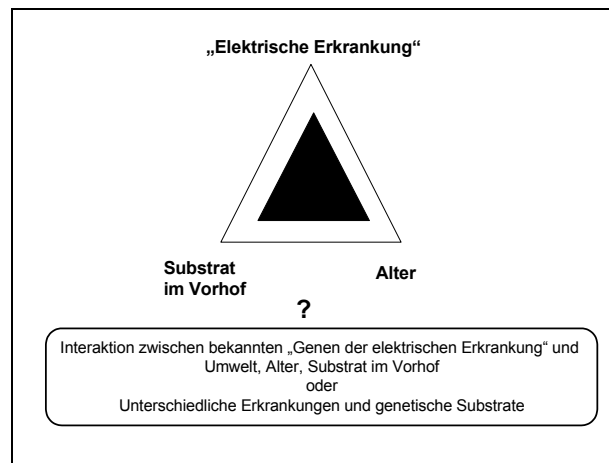 „Elektrische Erkrankung“
Substrat
im Vorhof
Alter
?
Interaktion zwischen bekannten „Genen der elektrischen Erkrankung“ und
Umwelt, Alter, Substrat im Vorhof
oder
Unterschiedliche Erkrankungen und genetische Substrate